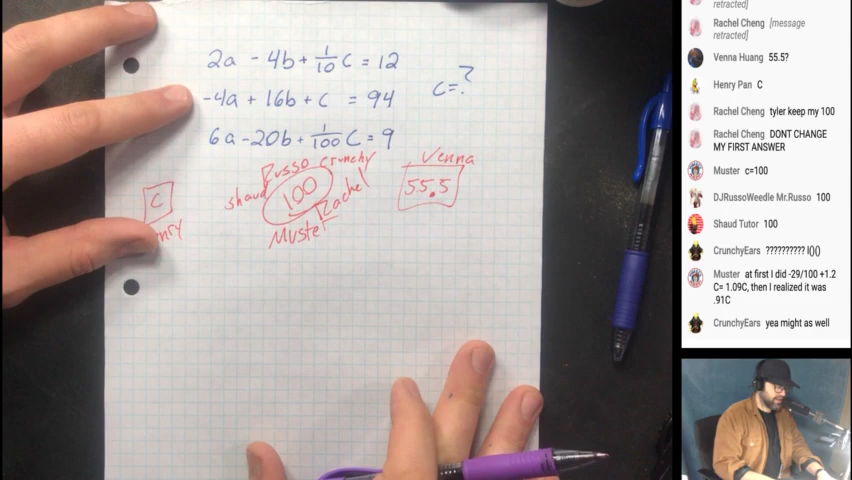 2a - 4b + 1/10 C = 12
-4a + 16b + C = 94
c = ?
6a - 20b + 1/100 C = 9
Russo Crunchy
Venna
Shaud
100
Rachel
55.5
C
Muster
retracted]
Rachel Cheng [message
retracted]
Venna Huang 55.5?
Henry Pan C
Rachel Cheng tyler keep my 100
Rachel Cheng DONT CHANGE
MY FIRST ANSWER
Muster c=100
DJRussoWeedle Mr.Russo 100
Shaud Tutor 100
CrunchyEars ?????????? I()()
Muster at first I did -29/100 +1.2
C= 1.09C, then I realized it was
.91C
CrunchyEars yea might as well